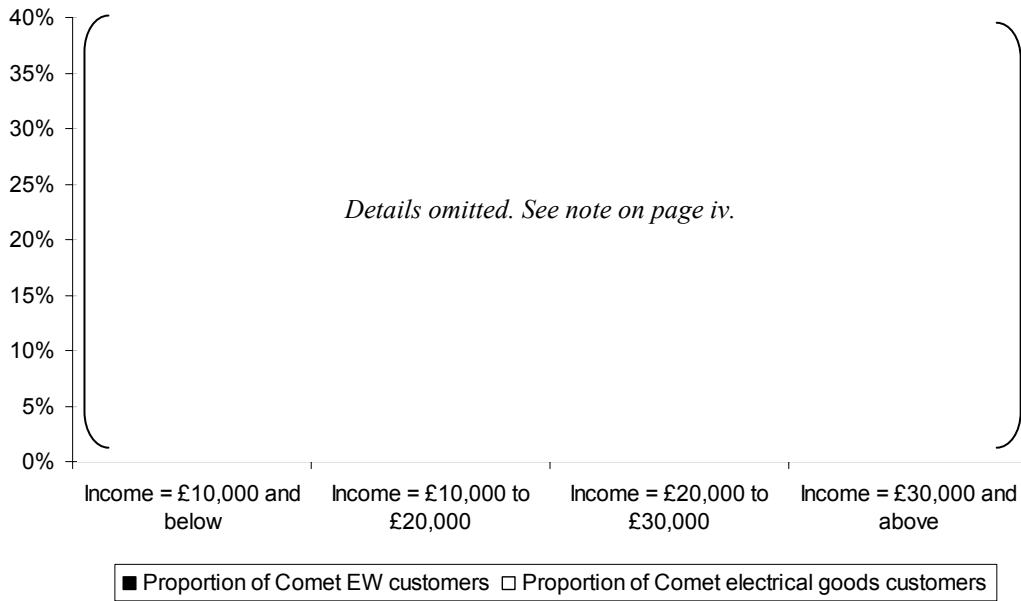 40%
35%
30%
25%
20%
15%
10%
5%
0%
Details omitted. See note on page iv.
Income = £10,000 and
below
Income = £10,000 to
£20,000
Income = £20,000 to
£30,000
Income = £30,000 and
above
Proportion of Comet EW customers
Proportion of Comet electrical goods customers